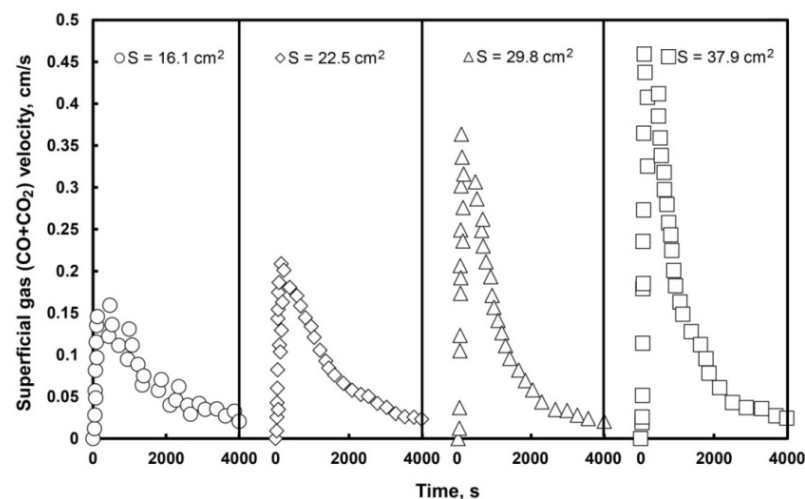 Superficial gas (CO+CO₂) velocity, cm/s
0.5
0.45
0.4
0.35
0.3
0.25
0.2
0.15
0.1
0.05
0
S = 16.1 cm²
S = 22.5 cm²
S = 29.8 cm²
S = 37.9 cm²
0 2000 4000 0 2000 4000 0 2000 4000 0 2000 4000
Time, s